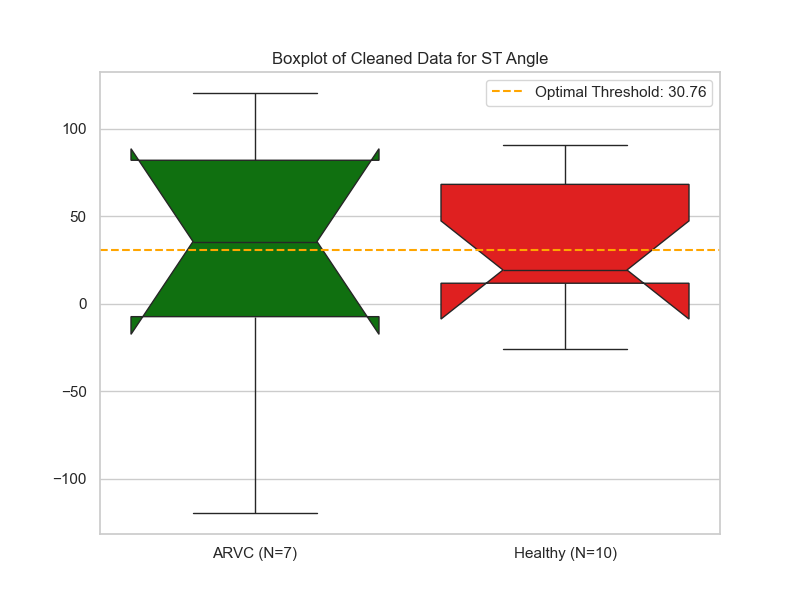 Boxplot of Cleaned Data for ST Angle
Optimal Threshold: 30.76
100
50
0
−50
−100
ARVC (N=7)
Healthy (N=10)